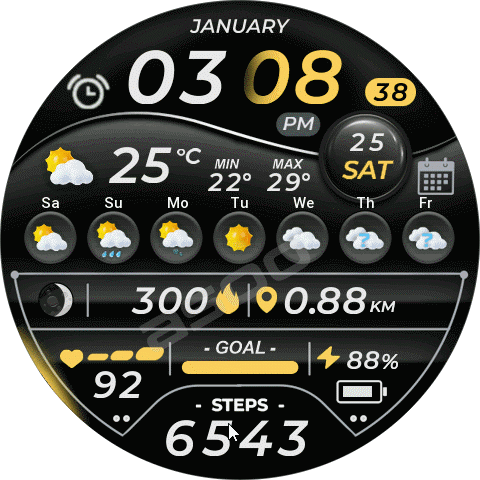 JANUARY
03 08 38
PM
25
SAT
25°C
MIN MAX
22° 29°
Sa Su Mo Tu We Th Fr
300 0.88 KM
- GOAL -
92
88%
- STEPS -
6543